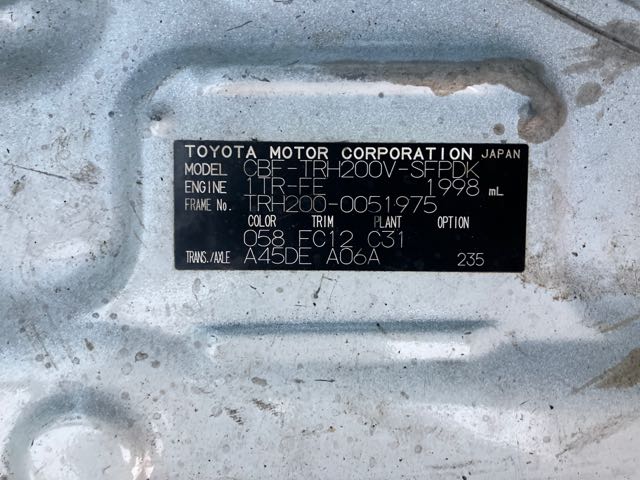 TOYOTA MOTOR CORPORATION JAPAN
MODEL CBF-TRH200V-SFPDK
ENGINE 1TR-FE 1998 mL
FRAME No. TRH200-0051975
COLOR TRIM PLANT OPTION
058 FC12 C31
TRANS./AXLE A45DE A06A 235